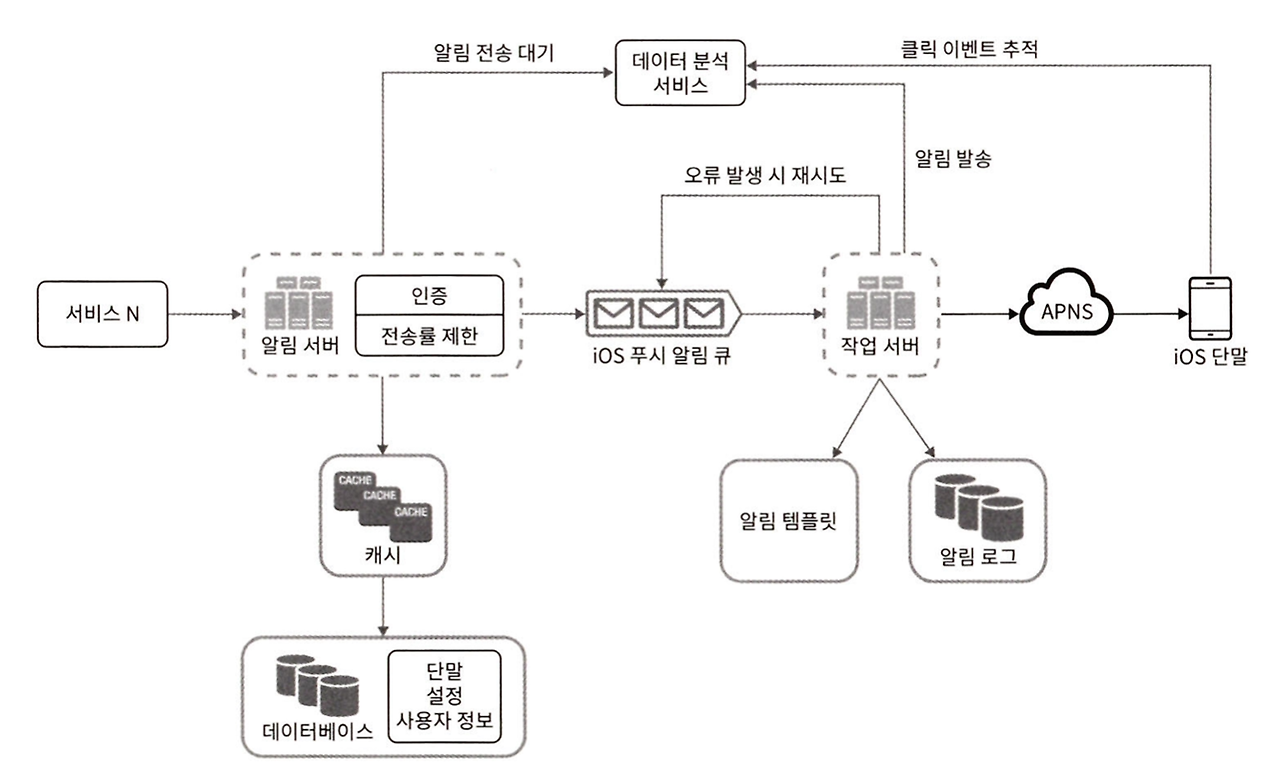 알림 전송 대기
데이터 분석
서비스
클릭 이벤트 추적
알림 발송
오류 발생 시 재시도
서비스 N
알림 서버
인증
전송률 제한
iOS 푸시 알림 큐
작업 서버
APNS
iOS 단말
CACHE
CACHE
CACHE
캐시
알림 템플릿
알림 로그
데이터베이스
단말
설정
사용자 정보